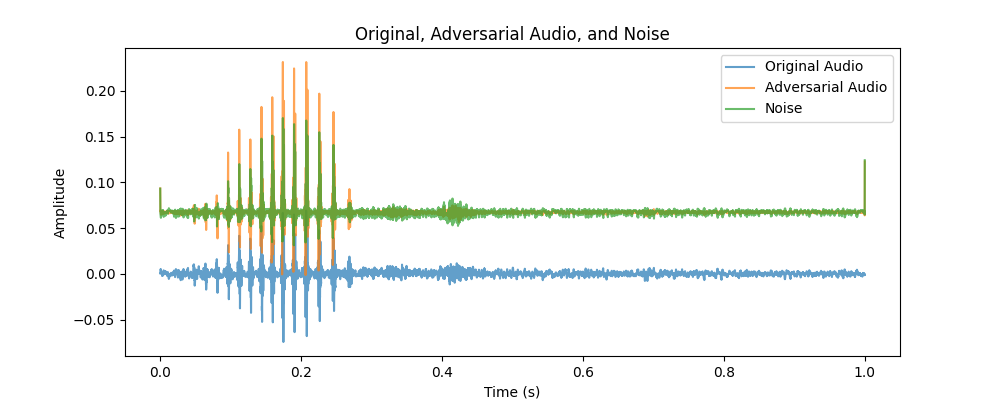 Original, Adversarial Audio, and Noise
Original Audio
Adversarial Audio
Noise
Amplitude
0.20
0.15
0.10
0.05
0.00
−0.05
0.0 0.2 0.4 0.6 0.8 1.0
Time (s)